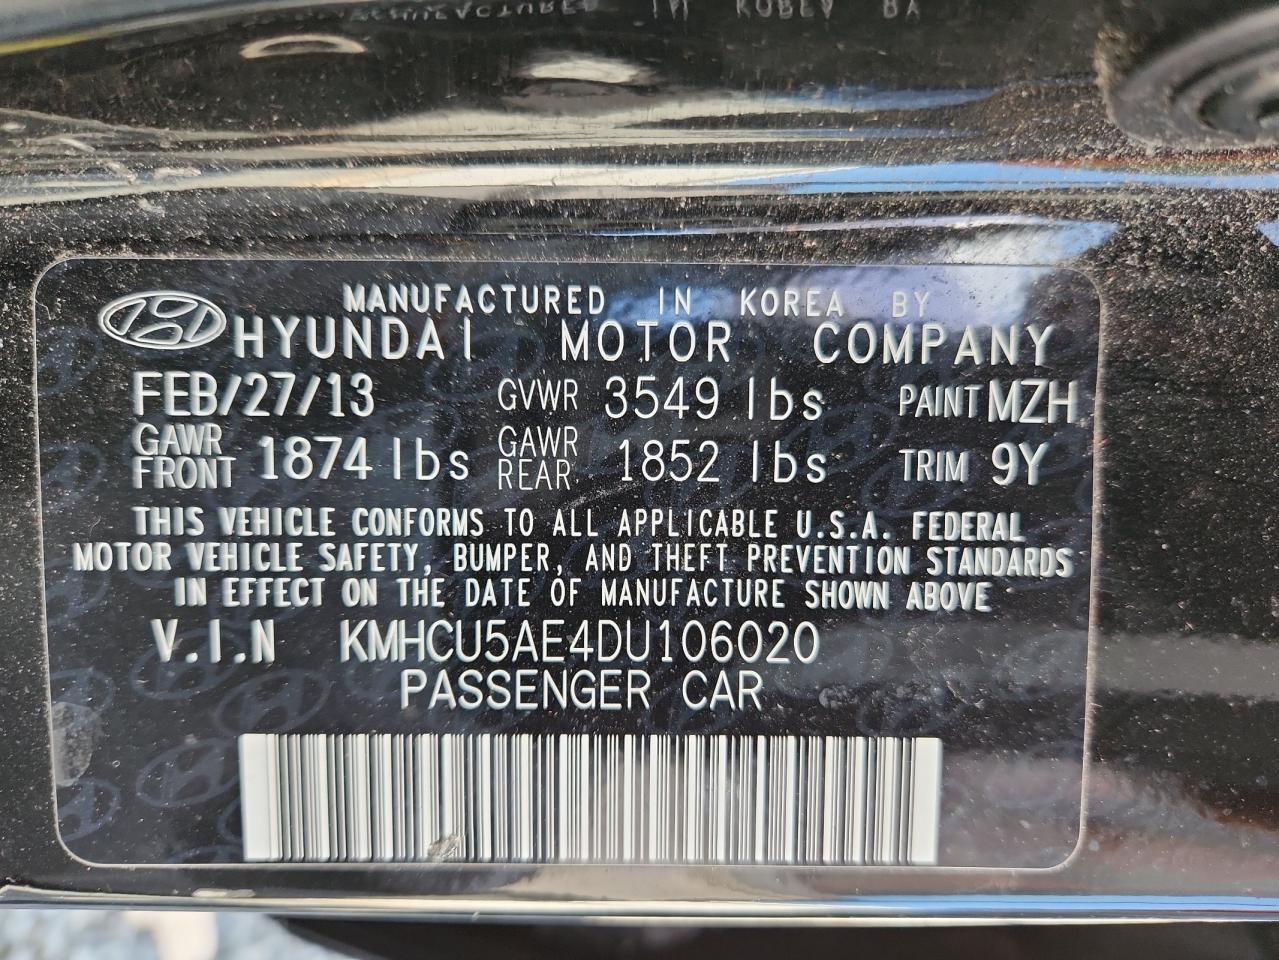 MANUFACTURED IN KOREA BY
HYUNDAI MOTOR COMPANY
FEB/27/13 GVWR 3549 lbs PAINT MZH
GAWR FRONT 1874 lbs GAWR REAR 1852 lbs TRIM 9Y
THIS VEHICLE CONFORMS TO ALL APPLICABLE U.S.A. FEDERAL
MOTOR VEHICLE SAFETY, BUMPER, AND THEFT PREVENTION STANDARDS
IN EFFECT ON THE DATE OF MANUFACTURE SHOWN ABOVE
V.I.N KMHCU5AE4DU106020
PASSENGER CAR